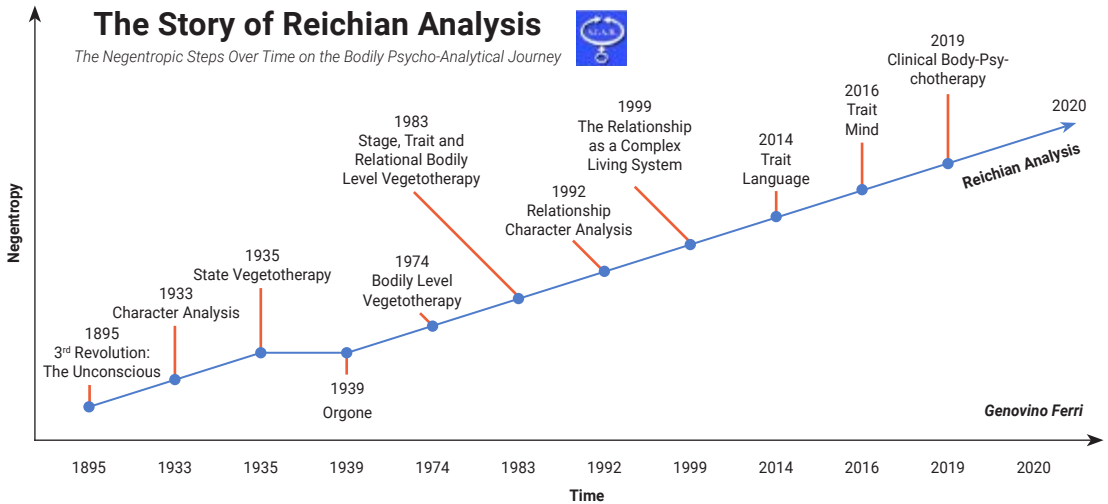 The Story of Reichian Analysis
The Negentropic Steps Over Time on the Bodily Psycho-Analytical Journey
S.I.A.R.
2019
Clinical Body-Psy-
chotherapy
2016
Trait
Mind
2020
1999
The Relationship
as a Complex
Living System
1983
Stage, Trait and
Relational Bodily
Level Vegetotherapy
2014
Trait
Language
Reichian Analysis
1992
Relationship
Character Analysis
1974
Bodily Level
Vegetotherapy
1935
State Vegetotherapy
1933
Character Analysis
1895
3rd Revolution:
The Unconscious
1939
Orgone
Negentropy
Genovino Ferri
1895 1933 1935 1939 1974 1983 1992 1999 2014 2016 2019 2020
Time